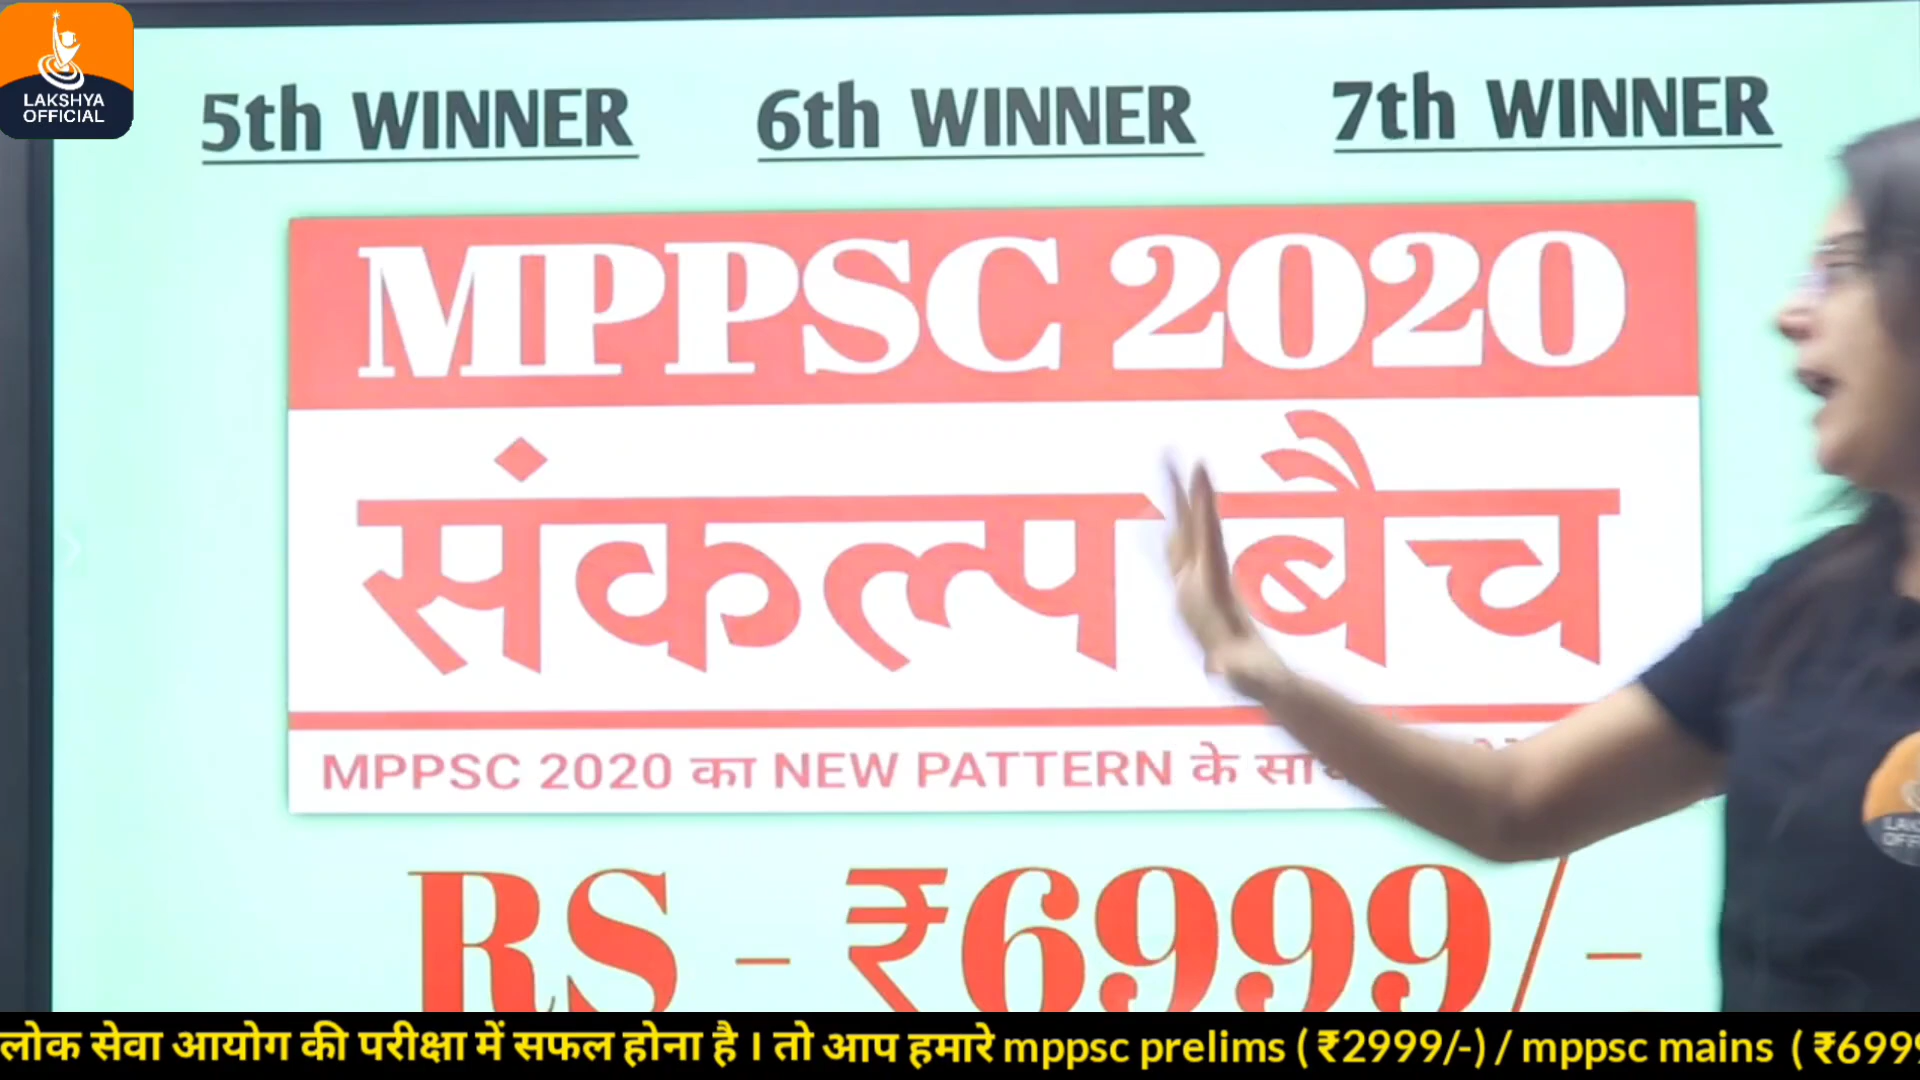 LAKSHYA
OFFICIAL
5th WINNER 6th WINNER 7th WINNER
MPPSC 2020
संकल्प बैच
MPPSC 2020 का NEW PATTERN के
RS - ₹6999/-
लोक सेवा आयोग की परीक्षा में सफल होना है । तो आप हमारे mppsc prelims ( ₹2999/-) / mppsc mains ( ₹6999